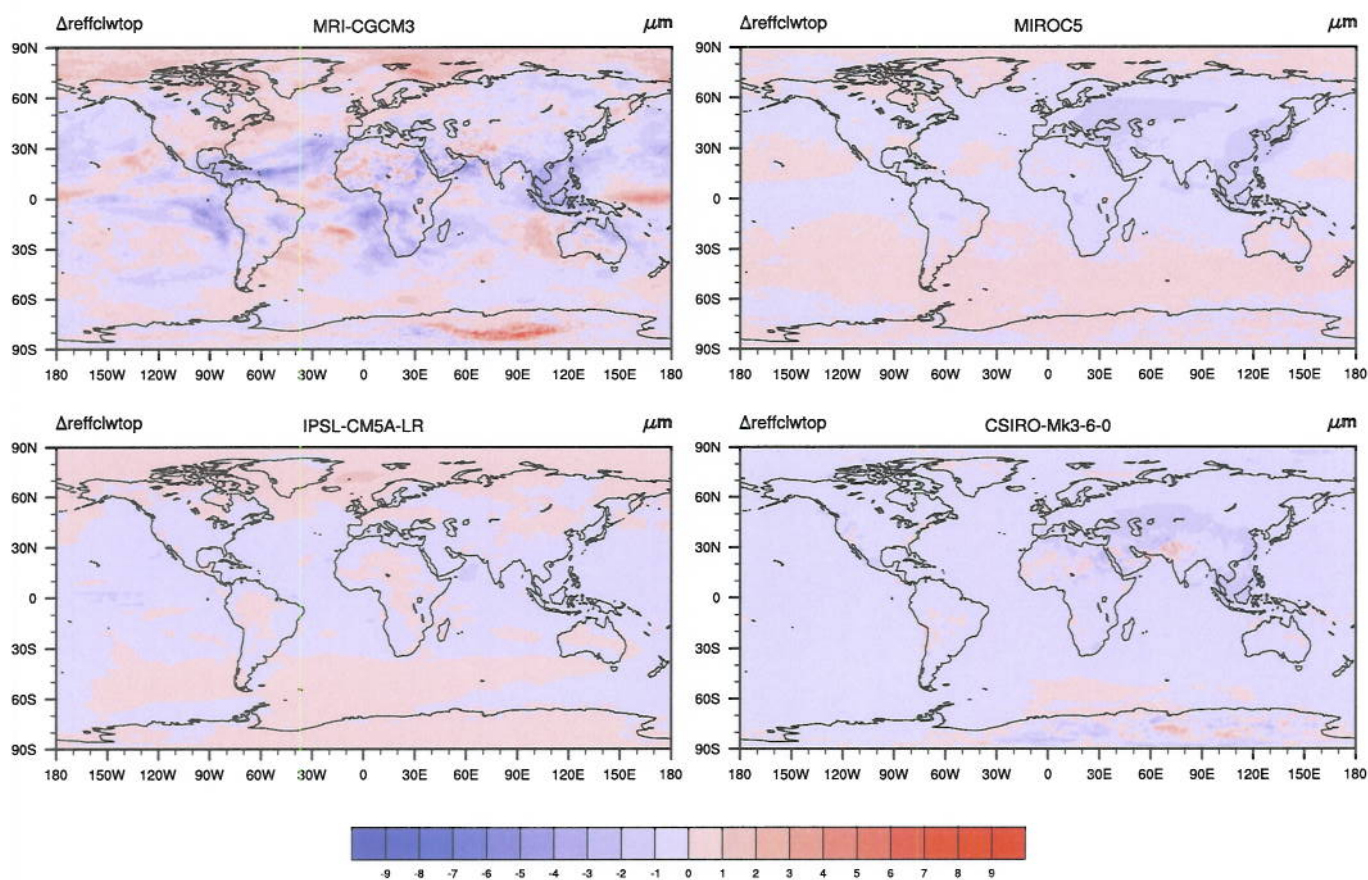 Δreffclwtop MRI-CGCM3 μm
90N
60N
30N
0
30S
60S
90S
180 150W 120W 90W 60W 30W 0 30E 60E 90E 120E 150E 180
Δreffclwtop MIROC5 μm
90N
60N
30N
0
30S
60S
90S
180 150W 120W 90W 60W 30W 0 30E 60E 90E 120E 150E 180
Δreffclwtop IPSL-CM5A-LR μm
90N
60N
30N
0
30S
60S
90S
180 150W 120W 90W 60W 30W 0 30E 60E 90E 120E 150E 180
Δreffclwtop CSIRO-Mk3-6-0 μm
90N
60N
30N
0
30S
60S
90S
180 150W 120W 90W 60W 30W 0 30E 60E 90E 120E 150E 180
-9 -8 -7 -6 -5 -4 -3 -2 -1 0 1 2 3 4 5 6 7 8 9